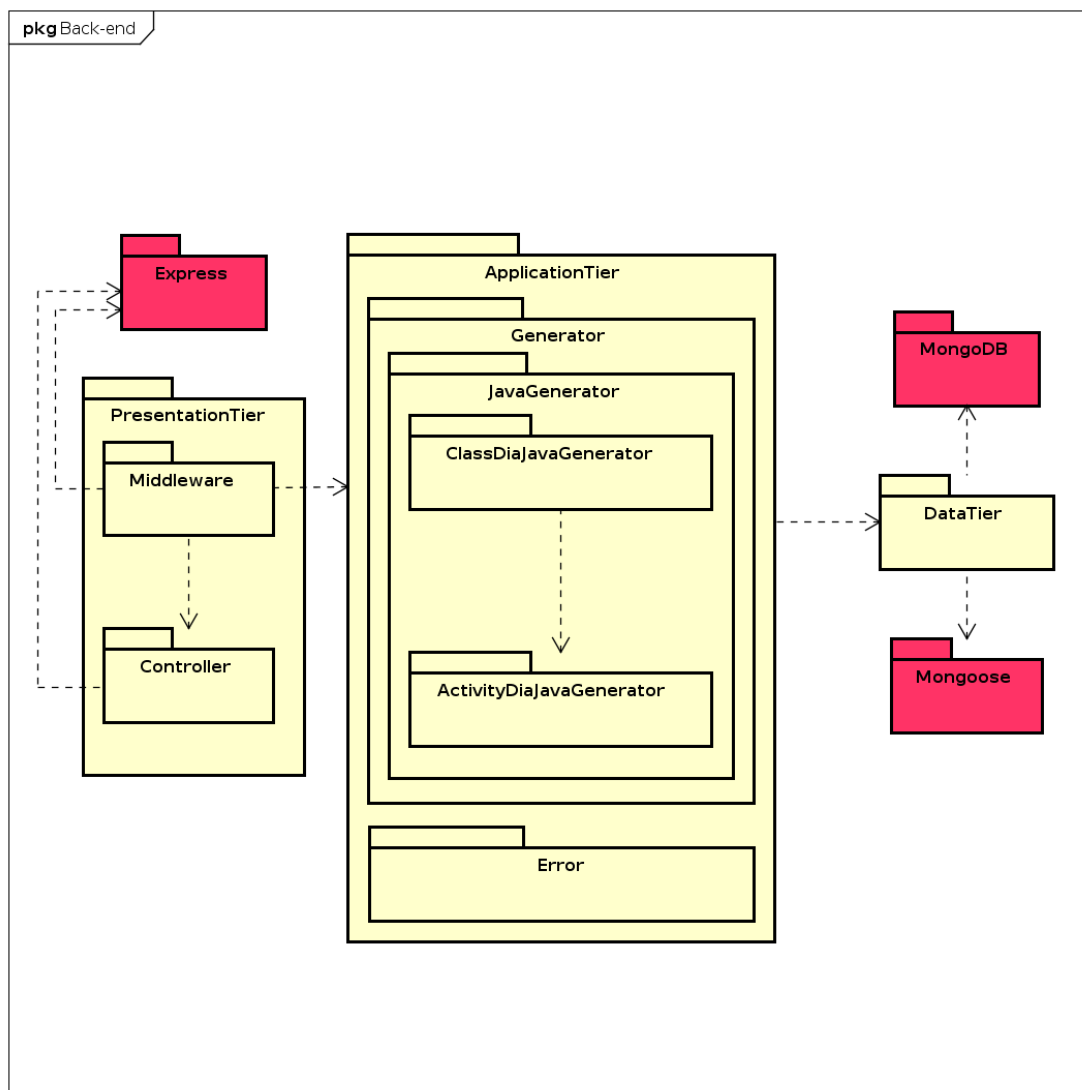 pkg Back-end
Express
PresentationTier
Middleware
Controller
ApplicationTier
Generator
JavaGenerator
ClassDiaJavaGenerator
ActivityDiaJavaGenerator
Error
MongoDB
DataTier
Mongoose